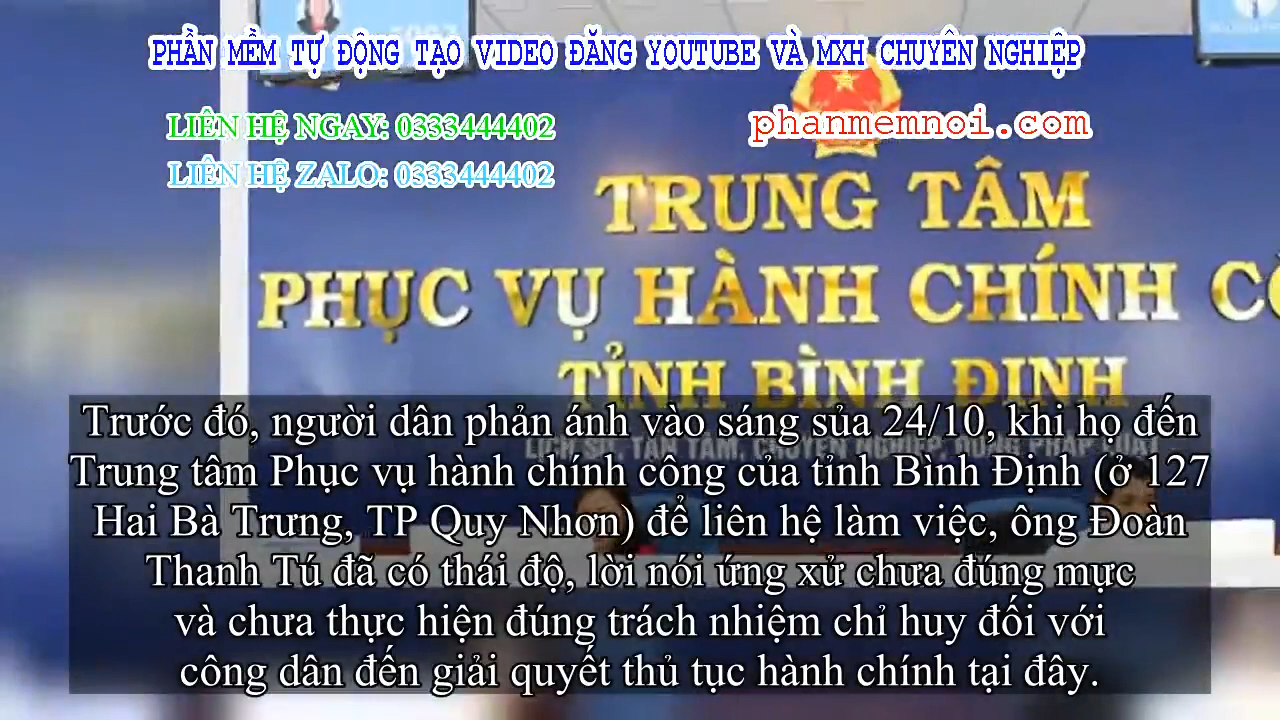 PHẦN MỀM TỰ ĐỘNG TẠO VIDEO ĐĂNG YOUTUBE VÀ MXH CHUYÊN NGHIỆP
LIÊN HỆ NGAY: 0333444402
phanmemnoi.com
LIÊN HỆ ZALO: 0333444402
TRUNG TÂM
PHỤC VỤ HÀNH CHÍNH
TỈNH BÌNH ĐỊNH
Trước đó, người dân phản ánh vào sáng sủa 24/10, khi họ đến
Trung tâm Phục vụ hành chính công của tỉnh Bình Định (ở 127
Hai Bà Trưng, TP Quy Nhơn) để liên hệ làm việc, ông Đoàn
Thanh Tú đã có thái độ, lời nói ứng xử chưa đúng mực
và chưa thực hiện đúng trách nhiệm chỉ huy đối với
công dân đến giải quyết thủ tục hành chính tại đây.